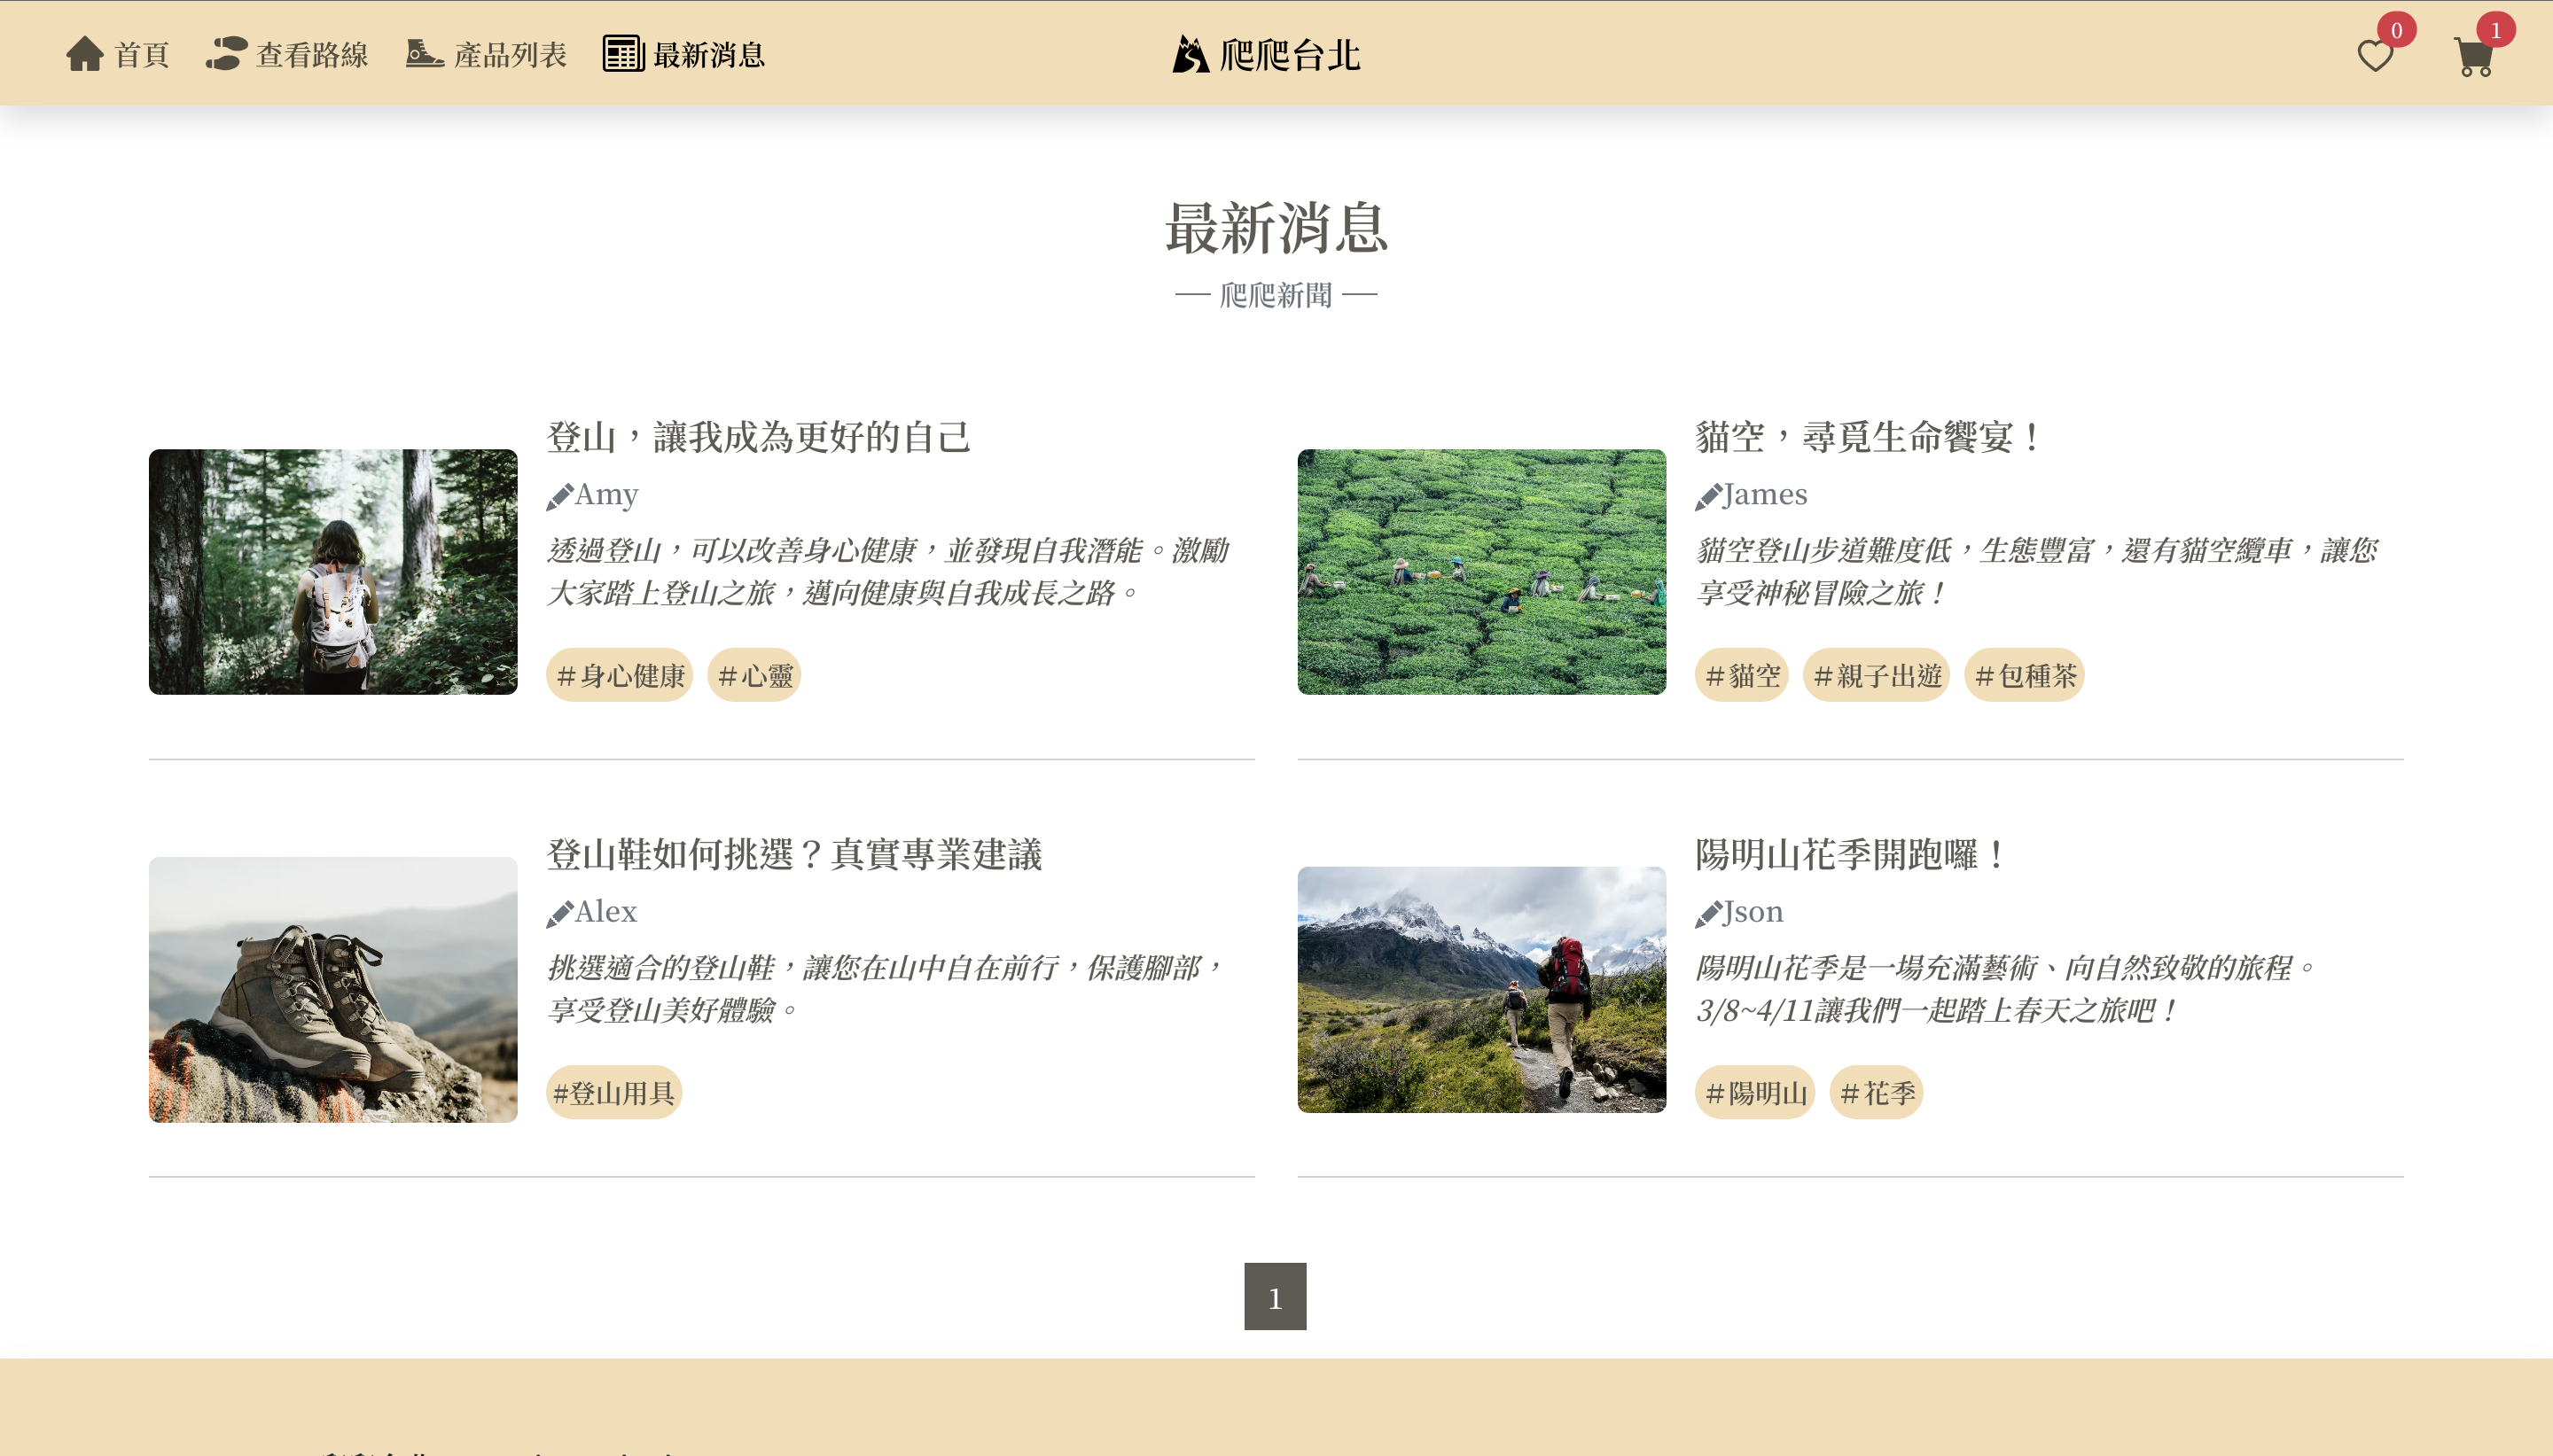 首頁 查看路線 產品列表 最新消息 爬爬台北 0 1
最新消息
爬爬新聞
登山，讓我成為更好的自己
Amy
透過登山，可以改善身心健康，並發現自我潛能。激勵
大家踏上登山之旅，邁向健康與自我成長之路。
＃身心健康 ＃心靈
貓空，尋覓生命饗宴！
James
貓空登山步道難度低，生態豐富，還有貓空纜車，讓您
享受神秘冒險之旅！
＃貓空 ＃親子出遊 ＃包種茶
登山鞋如何挑選？真實專業建議
Alex
挑選適合的登山鞋，讓您在山中自在前行，保護腳部，
享受登山美好體驗。
#登山用具
陽明山花季開跑囉！
Json
陽明山花季是一場充滿藝術、向自然致敬的旅程。
3/8~4/11讓我們一起踏上春天之旅吧！
＃陽明山 ＃花季
1